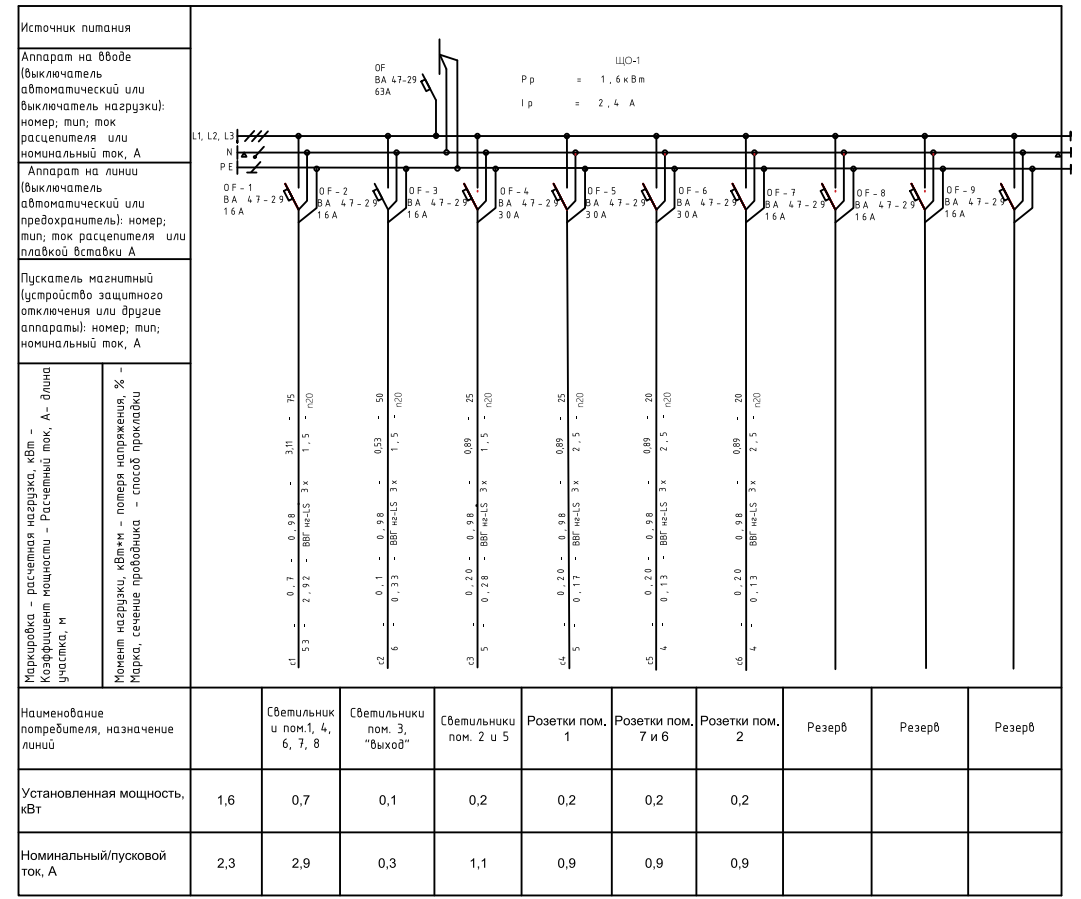 Источник питания
Аппарат на вводе
(выключатель
автоматический или
выключатель нагрузки):
номер; тип; ток
расцепителя или
номинальный ток, А
Аппарат на линии
(выключатель
автоматический или
предохранитель): номер;
тип; ток расцепителя или
плавкой вставки А
Пускатель магнитный
(устройство защитного
отключения или другие
аппараты): номер; тип;
номинальный ток, А
Маркировка - расчетная нагрузка, кВт -
Коэффициент мощности - Расчетный ток, А- длина
участка, м
Момент нагрузки, кВт*м - потеря напряжения, % -
Марка, сечение проводника - способ прокладки
QF
ВА 47-29
63А
ЩО-1
Рр = 1,6кВт
Iр = 2,4 А
L1, L2, L3
N
PE
QF-1
ВА 47-29
16А
QF-2
ВА 47-29
16А
QF-3
ВА 47-29
16А
QF-4
ВА 47-29
30А
QF-5
ВА 47-29
30А
QF-6
ВА 47-29
30А
QF-7
ВА 47-29
16А
QF-8
ВА 47-29
16А
QF-9
ВА 47-29
16А
с1 - 0,7 - 0,98 - 3,11 - 75
53 - 2,92 - ВВГ нг-LS 3х 1,5 - п20
с2 - 0,1 - 0,98 - 0,53 - 50
6 - 0,33 - ВВГ нг-LS 3х 1,5 - п20
с3 - 0,20 - 0,98 - 0,89 - 25
5 - 0,28 - ВВГ нг-LS 3х 1,5 - п20
с4 - 0,20 - 0,98 - 0,89 - 25
5 - 0,17 - ВВГ нг-LS 3х 2,5 - п20
с5 - 0,20 - 0,98 - 0,89 - 20
4 - 0,13 - ВВГ нг-LS 3х 2,5 - п20
с6 - 0,20 - 0,98 - 0,89 - 20
4 - 0,13 - ВВГ нг-LS 3х 2,5 - п20
Наименование
потребителя, назначение
линий
Светильник
и пом.1, 4,
6, 7, 8
Светильники
пом. 3,
"выход"
Светильники
пом. 2 и 5
Розетки пом.
1
Розетки пом.
7 и 6
Розетки пом.
2
Резерв
Резерв
Резерв
Установленная мощность,
кВт
1,6
0,7
0,1
0,2
0,2
0,2
0,2
Номинальный/пусковой
ток, А
2,3
2,9
0,3
1,1
0,9
0,9
0,9